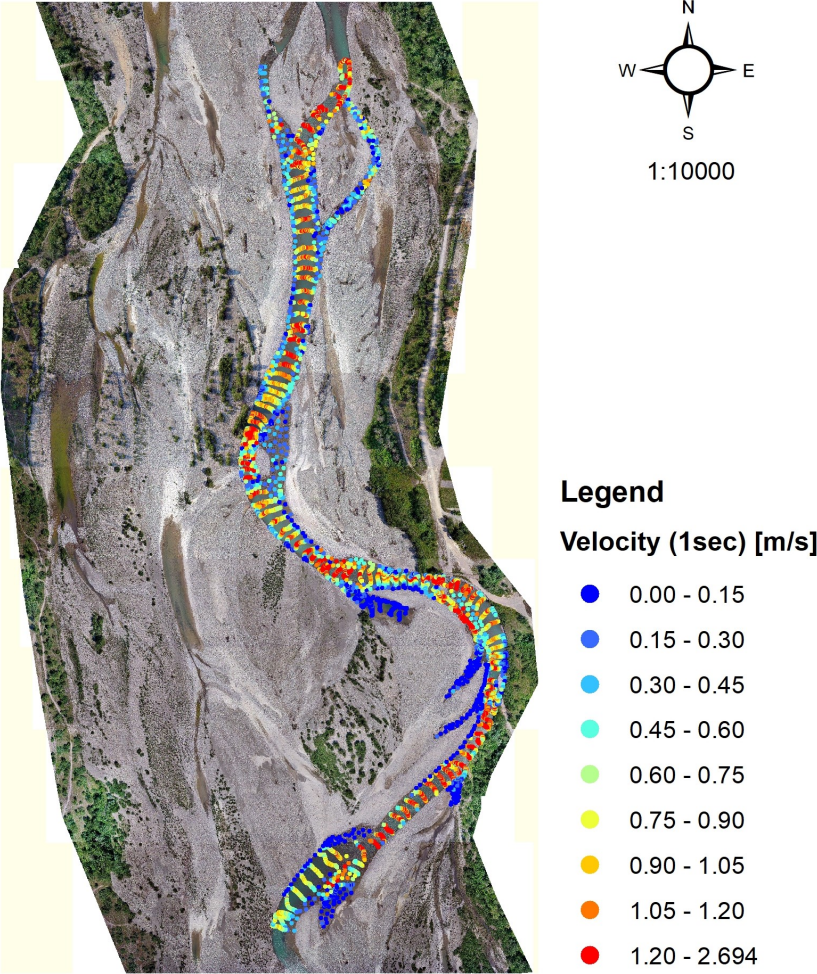 N
W E
S
1:10000
Legend
Velocity (1sec) [m/s]
0.00 - 0.15
0.15 - 0.30
0.30 - 0.45
0.45 - 0.60
0.60 - 0.75
0.75 - 0.90
0.90 - 1.05
1.05 - 1.20
1.20 - 2.694